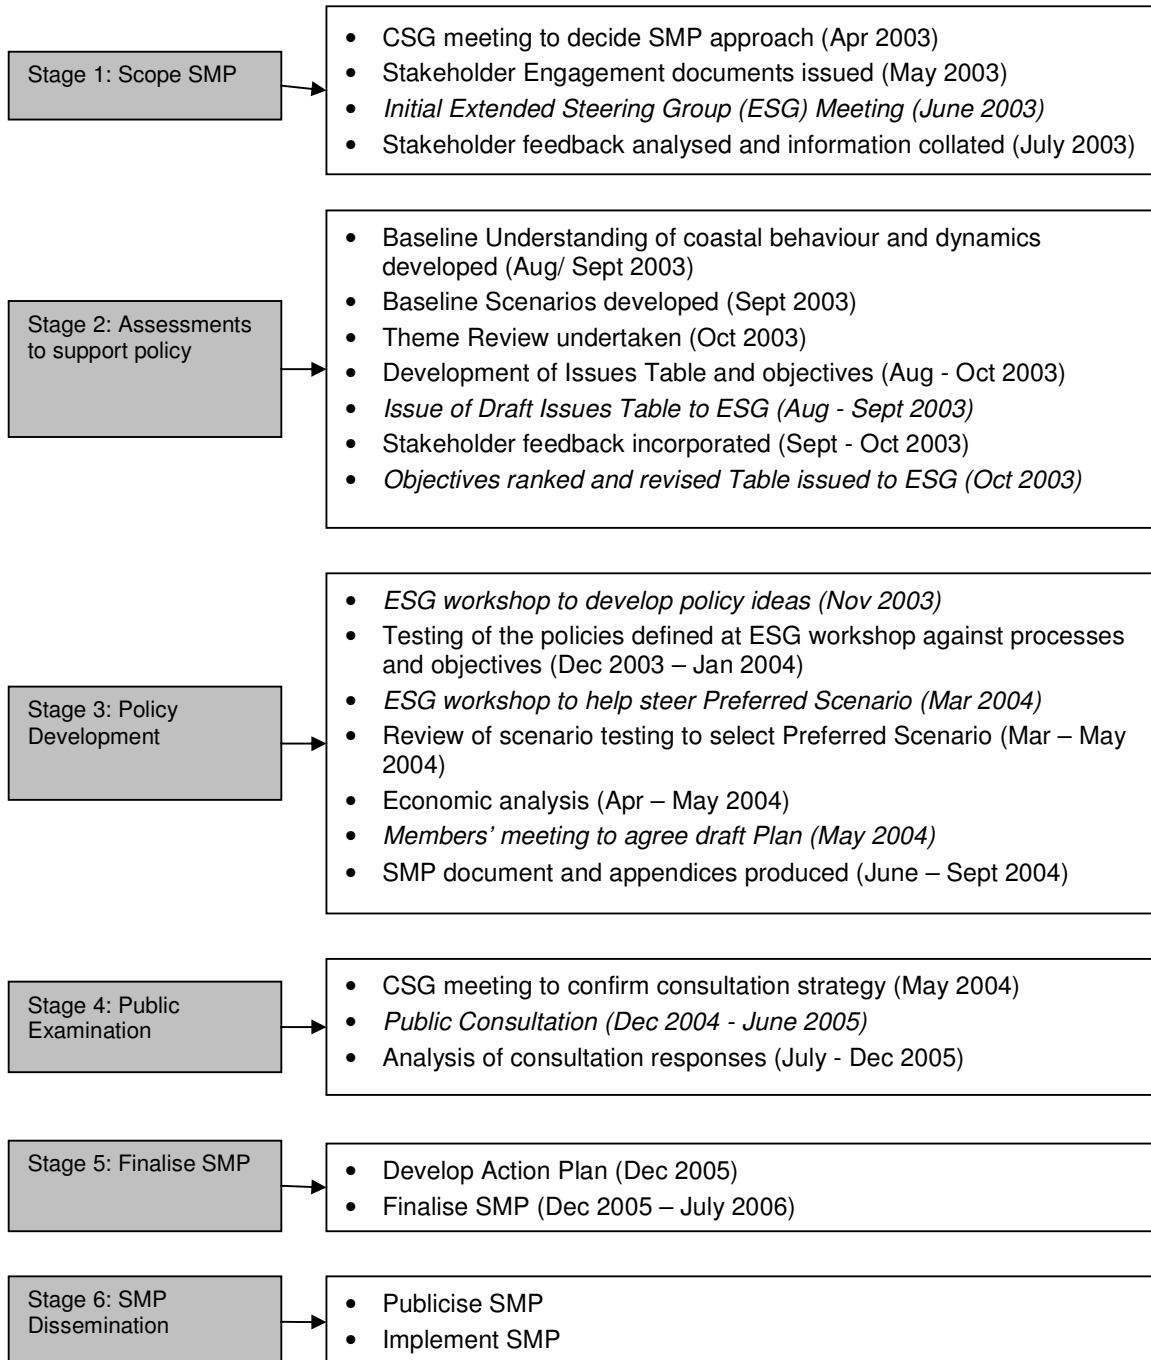 Stage 1: Scope SMP
• CSG meeting to decide SMP approach (Apr 2003)
• Stakeholder Engagement documents issued (May 2003)
• Initial Extended Steering Group (ESG) Meeting (June 2003)
• Stakeholder feedback analysed and information collated (July 2003)
Stage 2: Assessments
to support policy
• Baseline Understanding of coastal behaviour and dynamics
developed (Aug/ Sept 2003)
• Baseline Scenarios developed (Sept 2003)
• Theme Review undertaken (Oct 2003)
• Development of Issues Table and objectives (Aug - Oct 2003)
• Issue of Draft Issues Table to ESG (Aug - Sept 2003)
• Stakeholder feedback incorporated (Sept - Oct 2003)
• Objectives ranked and revised Table issued to ESG (Oct 2003)
Stage 3: Policy
Development
• ESG workshop to develop policy ideas (Nov 2003)
• Testing of the policies defined at ESG workshop against processes
and objectives (Dec 2003 – Jan 2004)
• ESG workshop to help steer Preferred Scenario (Mar 2004)
• Review of scenario testing to select Preferred Scenario (Mar – May
2004)
• Economic analysis (Apr – May 2004)
• Members’ meeting to agree draft Plan (May 2004)
• SMP document and appendices produced (June – Sept 2004)
Stage 4: Public
Examination
• CSG meeting to confirm consultation strategy (May 2004)
• Public Consultation (Dec 2004 - June 2005)
• Analysis of consultation responses (July - Dec 2005)
Stage 5: Finalise SMP
• Develop Action Plan (Dec 2005)
• Finalise SMP (Dec 2005 – July 2006)
Stage 6: SMP
Dissemination
• Publicise SMP
• Implement SMP